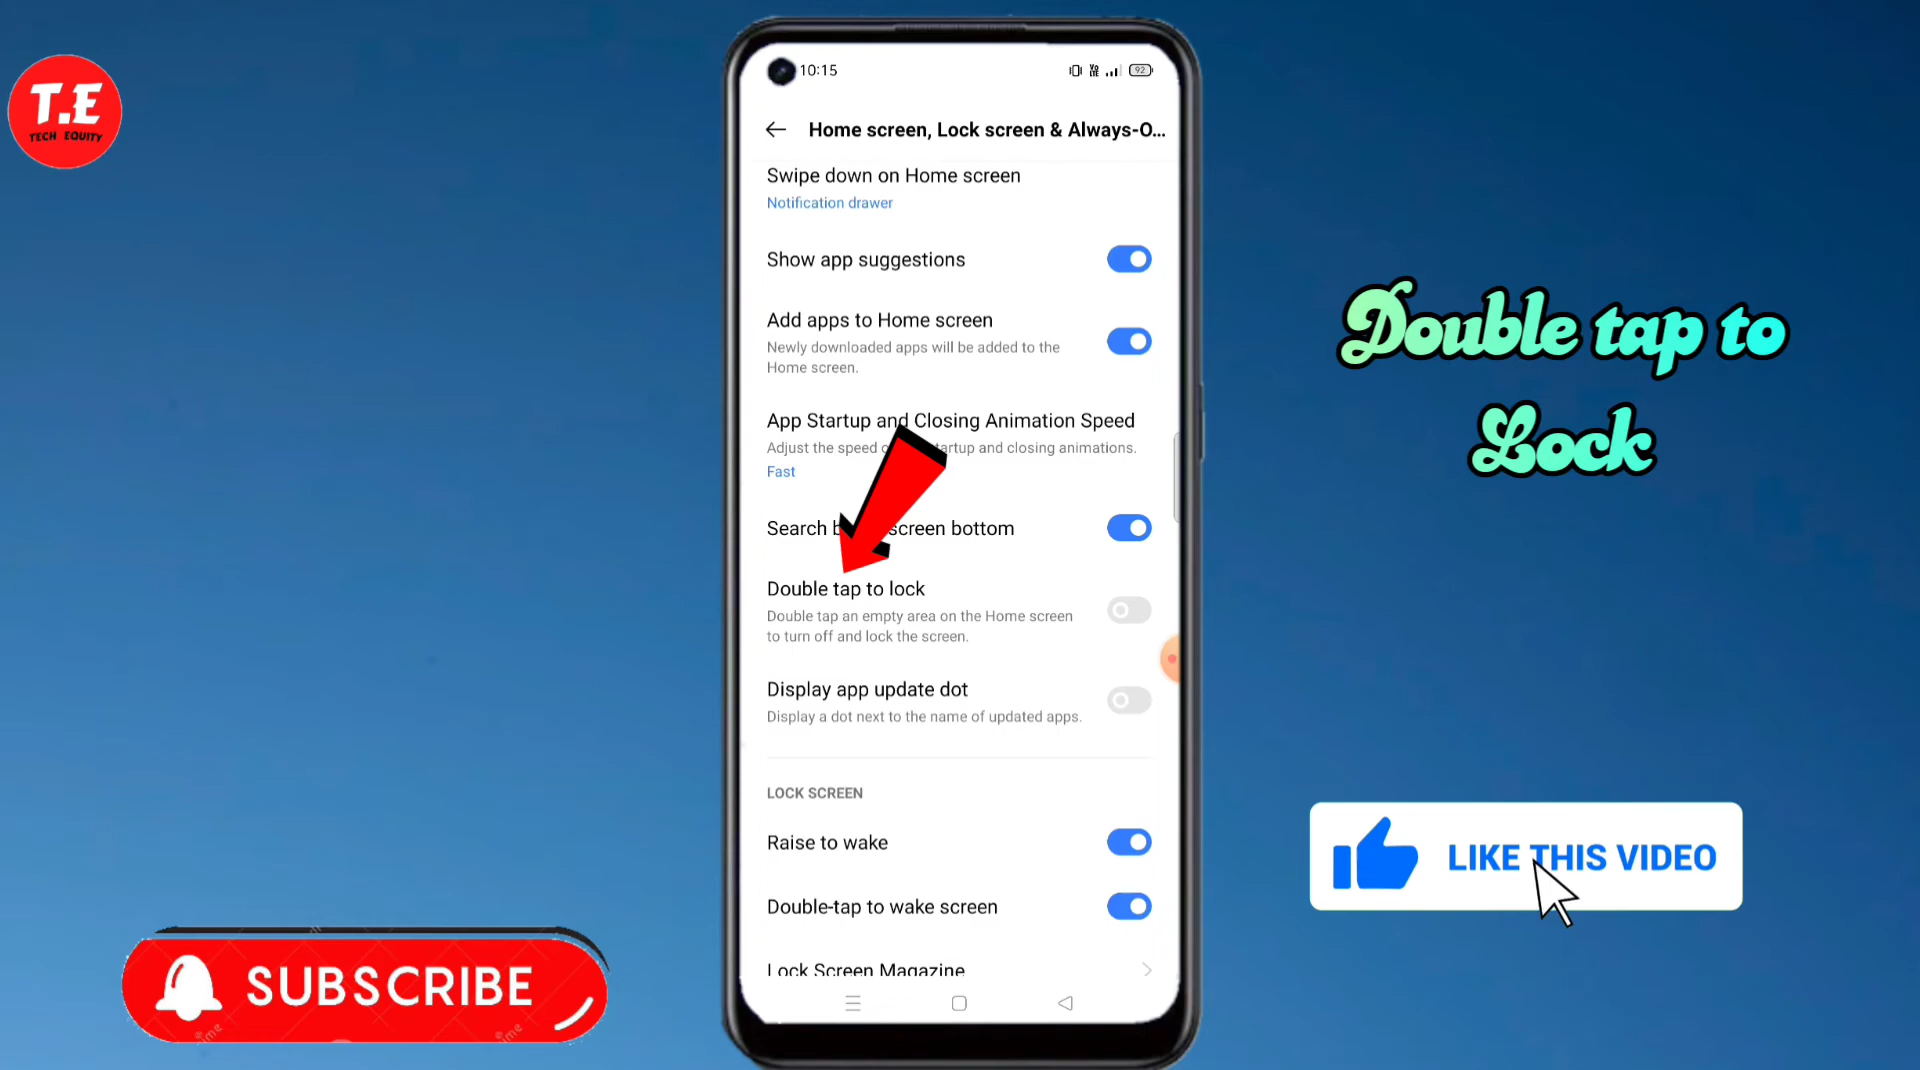 T.E
TECH EQUITY
10:15
92
Home screen, Lock screen & Always-O...
Swipe down on Home screen
Notification drawer
Show app suggestions
Add apps to Home screen
Newly downloaded apps will be added to the
Home screen.
App Startup and Closing Animation Speed
Adjust the speed startup and closing animations.
Fast
Search screen bottom
Double tap to lock
Double tap an empty area on the Home screen
to turn off and lock the screen.
Display app update dot
Display a dot next to the name of updated apps.
LOCK SCREEN
Raise to wake
Double-tap to wake screen
Lock Screen Magazine
Double tap to
Lock
LIKE THIS VIDEO
SUBSCRIBE